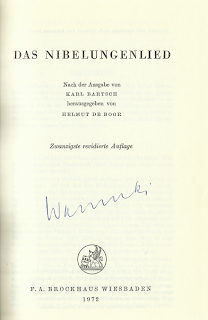 DAS NIBELUNGENLIED
Nach der Ausgabe von
KARL BARTSCH
herausgegeben von
HELMUT DE BOOR
Zwanzigste revidierte Auflage
F. A. BROCKHAUS WIESBADEN
1972